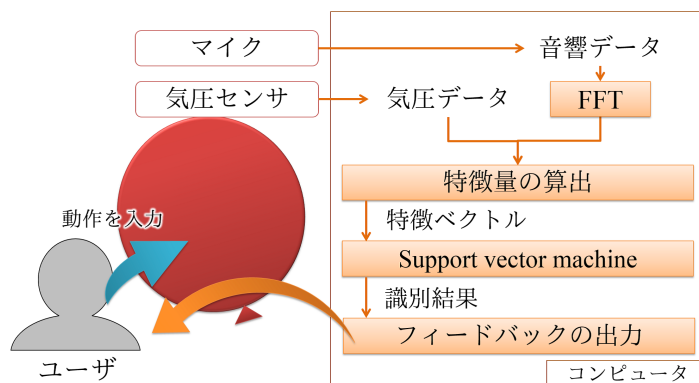 マイク
音響データ
気圧センサ
気圧データ
FFT
特徴量の算出
動作を入力
特徴ベクトル
Support vector machine
識別結果
フィードバックの出力
ユーザ
コンピュータ